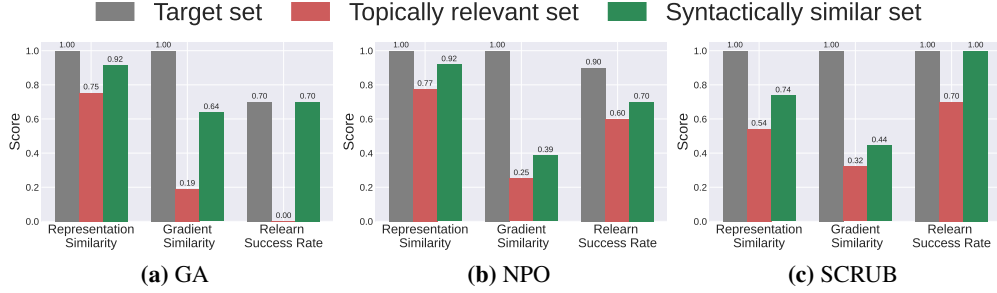 Target set Topically relevant set Syntactically similar set
Score
1.0
0.8
0.6
0.4
0.2
0.0
1.00
0.75
0.92
1.00
0.19
0.64
0.70
0.00
0.70
Representation Similarity
Gradient Similarity
Relearn Success Rate
(a) GA
Score
1.0
0.8
0.6
0.4
0.2
0.0
1.00
0.77
0.92
1.00
0.25
0.39
0.90
0.60
0.70
Representation Similarity
Gradient Similarity
Relearn Success Rate
(b) NPO
Score
1.0
0.8
0.6
0.4
0.2
0.0
1.00
0.54
0.74
1.00
0.32
0.44
1.00
0.70
1.00
Representation Similarity
Gradient Similarity
Relearn Success Rate
(c) SCRUB